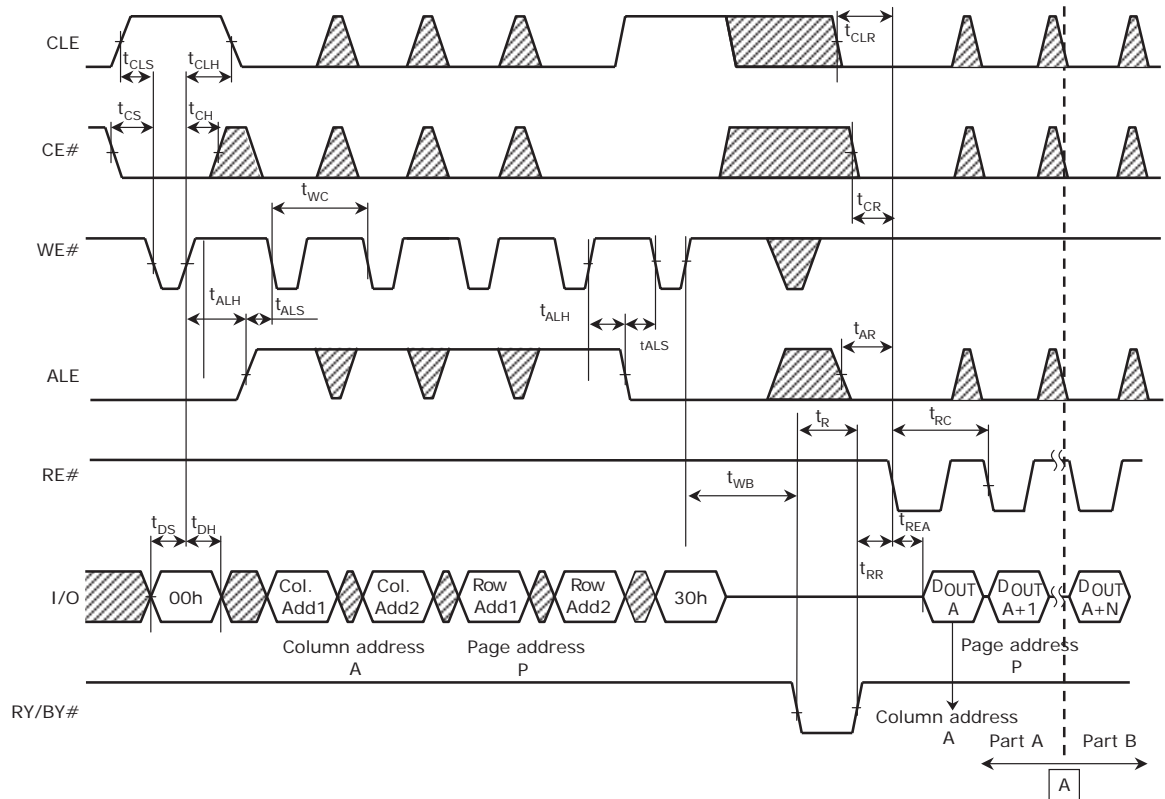 CLE
tCLS
tCLH
tCLR
CE#
tCS
tCH
tCR
WE#
tWC
tALH
tALS
tALH
tALS
tAR
ALE
tR
tRC
RE#
tWB
tDS
tDH
tREA
tRR
I/O
00h
Col. Add1
Col. Add2
Row Add1
Row Add2
30h
DOUT A
DOUT A+1
DOUT A+N
Column address
A
Page address
P
Page address
P
RY/BY#
Column address
A
Part A
Part B
A